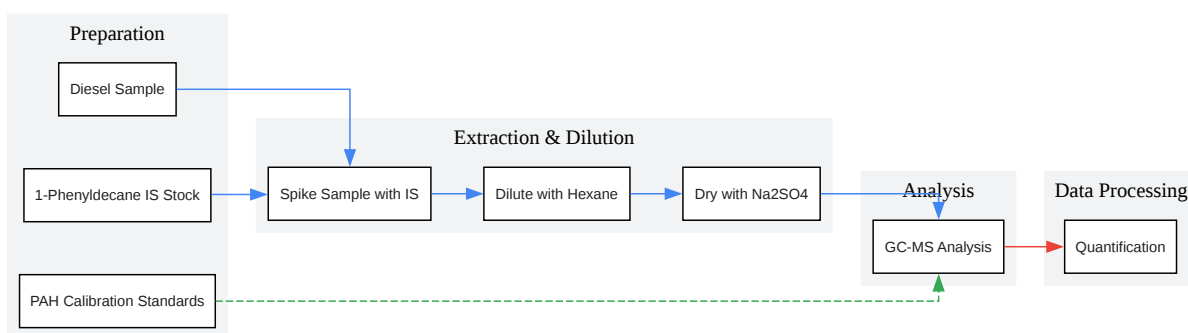 Preparation
Diesel Sample
1-Phenyldecane IS Stock
PAH Calibration Standards
Extraction & Dilution
Spike Sample with IS
Dilute with Hexane
Dry with Na2SO4
Analysis
GC-MS Analysis
Data Processing
Quantification